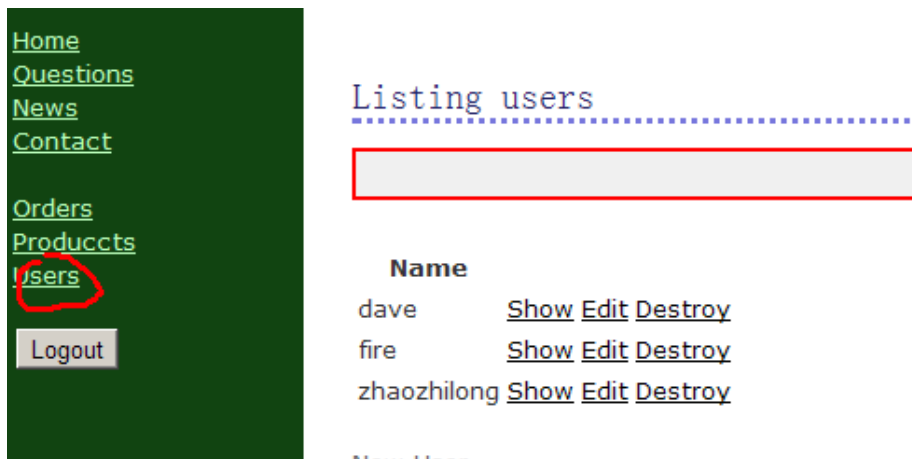 Home
Questions
News
Contact
Orders
Produccts
Users
Logout
Listing users
Name
dave Show Edit Destroy
fire Show Edit Destroy
zhaozhilong Show Edit Destroy